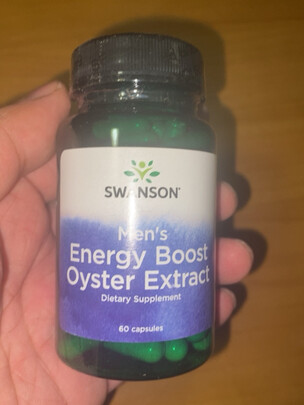 SWANSON®
Men's
Energy Boost
Oyster Extract
Dietary Supplement
60 capsules